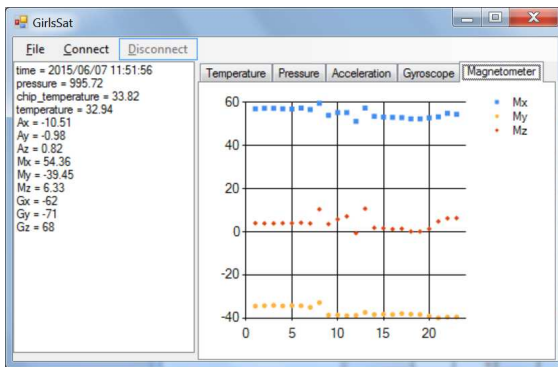 GirlsSat
File Connect Disconnect
time = 2015/06/07 11:51:56
pressure = 995.72
chip_temperature = 33.82
temperature = 32.94
Ax = -10.51
Ay = -0.98
Az = 0.82
Mx = 54.36
My = -39.45
Mz = 6.33
Gx = -62
Gy = -71
Gz = 68
Temperature Pressure Acceleration Gyroscope Magnetometer
60
40
20
0
-20
-40
0 5 10 15 20
Mx
My
Mz